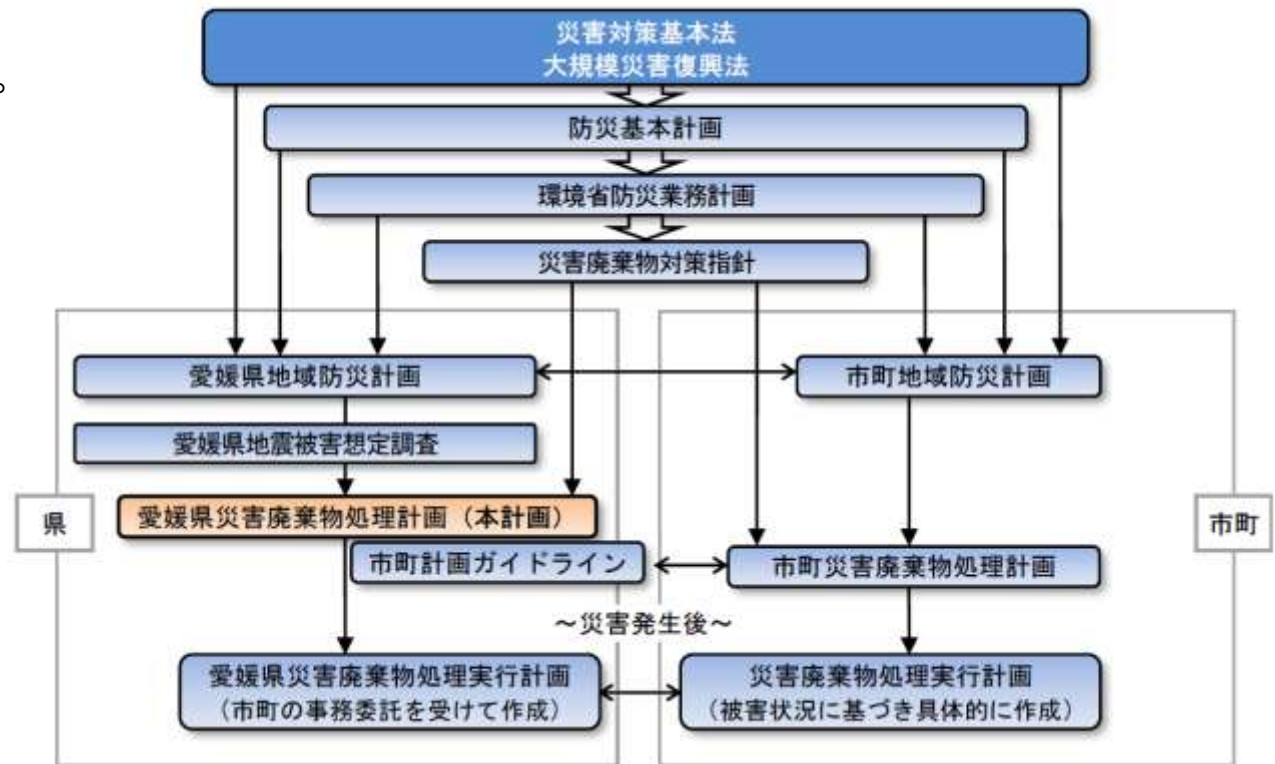 。
災害対策基本法
大規模災害復興法
防災基本計画
環境省防災業務計画
災害廃棄物対策指針
愛媛県地域防災計画
市町地域防災計画
愛媛県地震被害想定調査
県
愛媛県災害廃棄物処理計画（本計画）
市町
市町計画ガイドライン
市町災害廃棄物処理計画
～災害発生後～
愛媛県災害廃棄物処理実行計画
（市町の事務委託を受けて作成）
災害廃棄物処理実行計画
（被害状況に基づき具体的に作成）